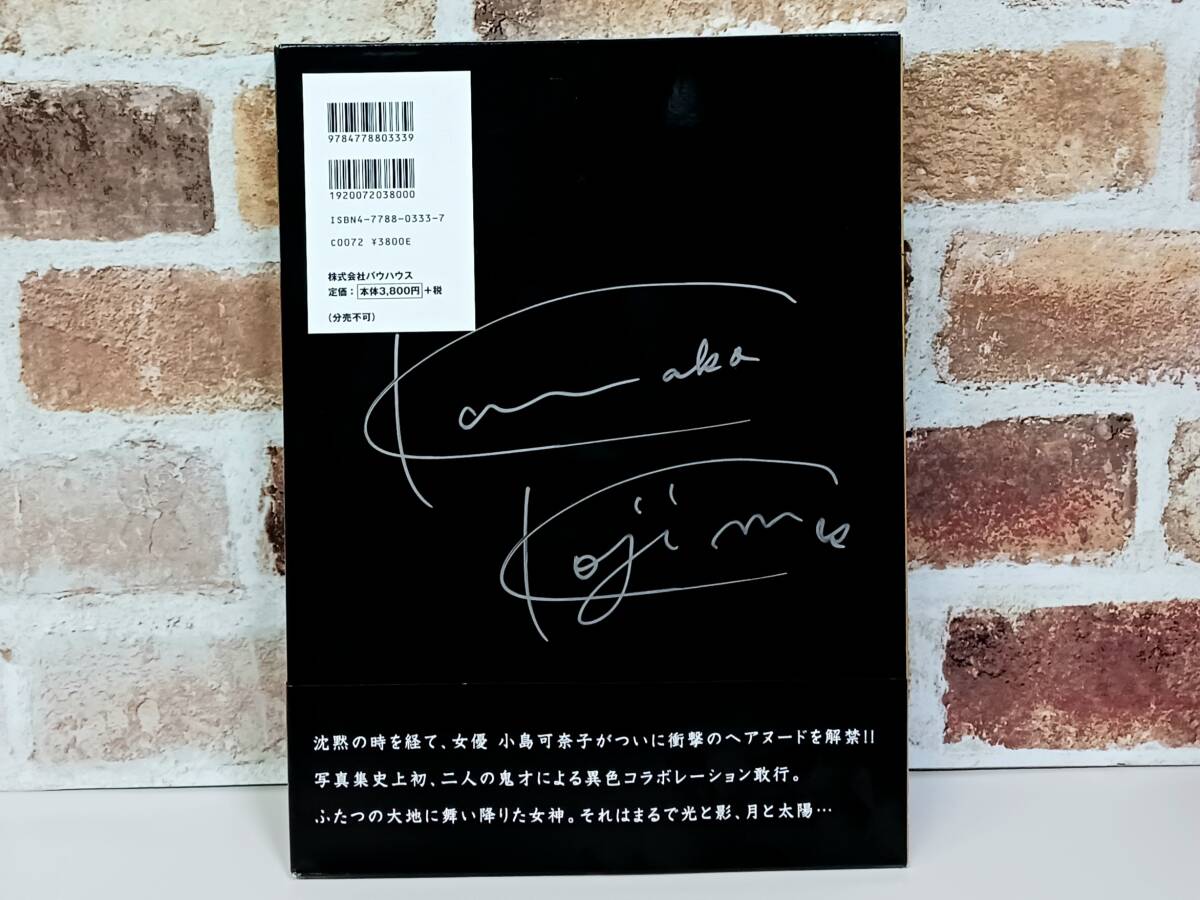 9784778803339
1920072038000
ISBN4-7788-0333-7
C0072 ¥3800E
株式会社バウハウス
定価：本体3,800円+税
（分売不可）
Kanako
Kojima
沈黙の時を経て、女優 小島可奈子がついに衝撃のヘアヌードを解禁!!
写真集史上初、二人の鬼才による異色コラボレーション敢行。
ふたつの大地に舞い降りた女神。それはまるで光と影、月と太陽…